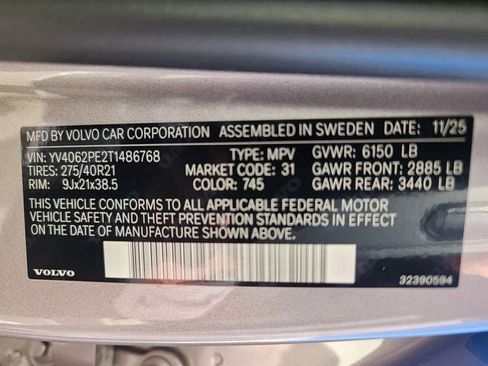 MFD BY VOLVO CAR CORPORATION ASSEMBLED IN SWEDEN DATE: 11/25
VIN: YV4062PE2T1486768 TYPE: MPV GVWR: 6150 LB
TIRES: 275/40R21 MARKET CODE: 31 GAWR FRONT: 2885 LB
RIM: 9Jx21x38.5 COLOR: 745 GAWR REAR: 3440 LB
THIS VEHICLE CONFORMS TO ALL APPLICABLE FEDERAL MOTOR
VEHICLE SAFETY AND THEFT PREVENTION STANDARDS IN EFFECT ON THE
DATE OF MANUFACTURE SHOWN ABOVE.
VOLVO 32390594